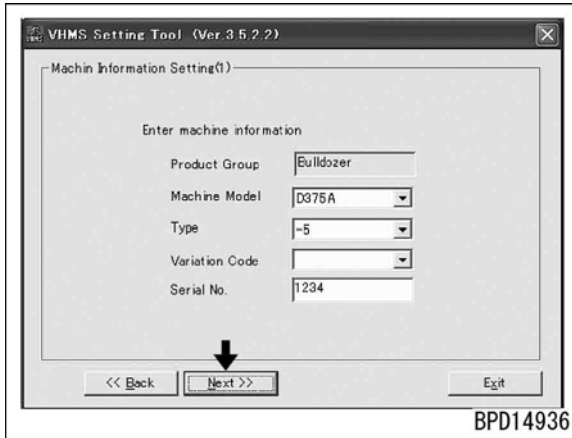 VHMS Setting Tool (Ver.3.5.2.2)
Machin Information Setting(1)
Enter machine information
Product Group Bulldozer
Machine Model D375A
Type -5
Variation Code
Serial No. 1234
<< Back Next >> Exit
BPD14936